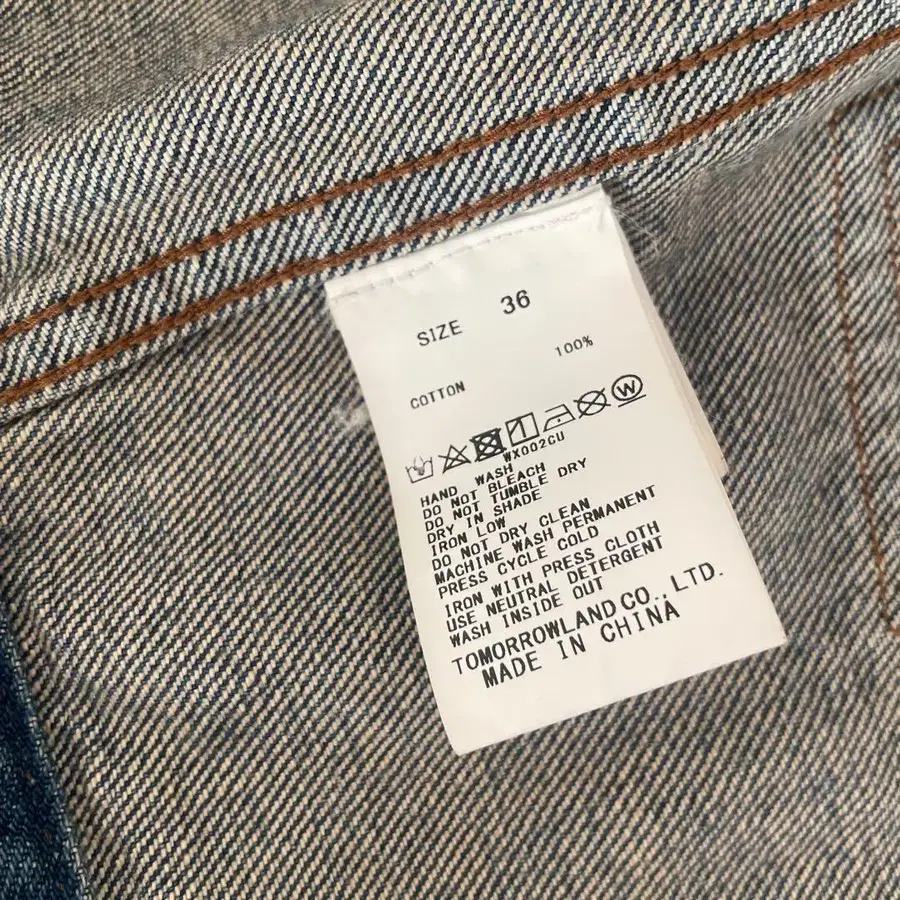 SIZE 36
COTTON 100%
W
WX002CU
HAND WASH
DO NOT BLEACH
DO NOT TUMBLE DRY
DRY IN SHADE
IRON LOW
DO NOT DRY CLEAN
MACHINE WASH PERMANENT
PRESS CYCLE COLD
IRON WITH PRESS CLOTH
USE NEUTRAL DETERGENT
WASH INSIDE OUT
TOMORROWLAND CO., LTD.
MADE IN CHINA